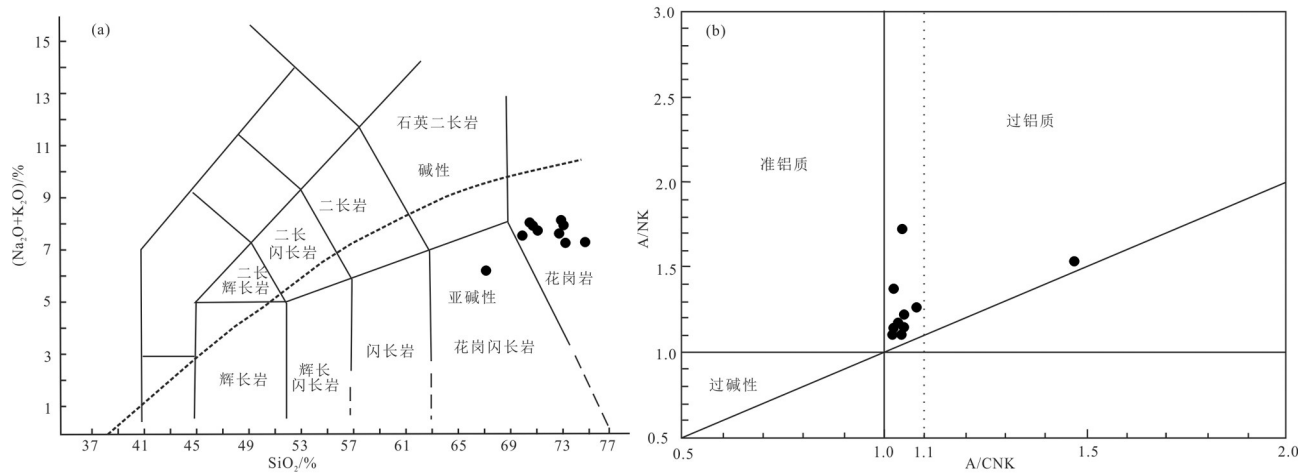 (a)
(Na₂O+K₂O)/%
15
13
11
9
7
5
3
1
石英二长岩
碱性
二长岩
二长
闪长岩
二长
辉长岩
亚碱性
花岗岩
花岗闪长岩
闪长岩
辉长
闪长岩
辉长岩
37 41 45 49 53 57 61 65 69 73 77
SiO₂/%
(b)
A/NK
3.0
2.5
2.0
1.5
1.0
0.5
准铝质
过铝质
过碱性
0.5 1.0 1.1 1.5 2.0
A/CNK